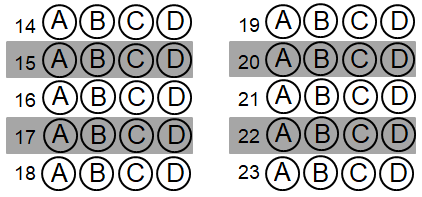 14 A B C D
15 A B C D
16 A B C D
17 A B C D
18 A B C D
19 A B C D
20 A B C D
21 A B C D
22 A B C D
23 A B C D